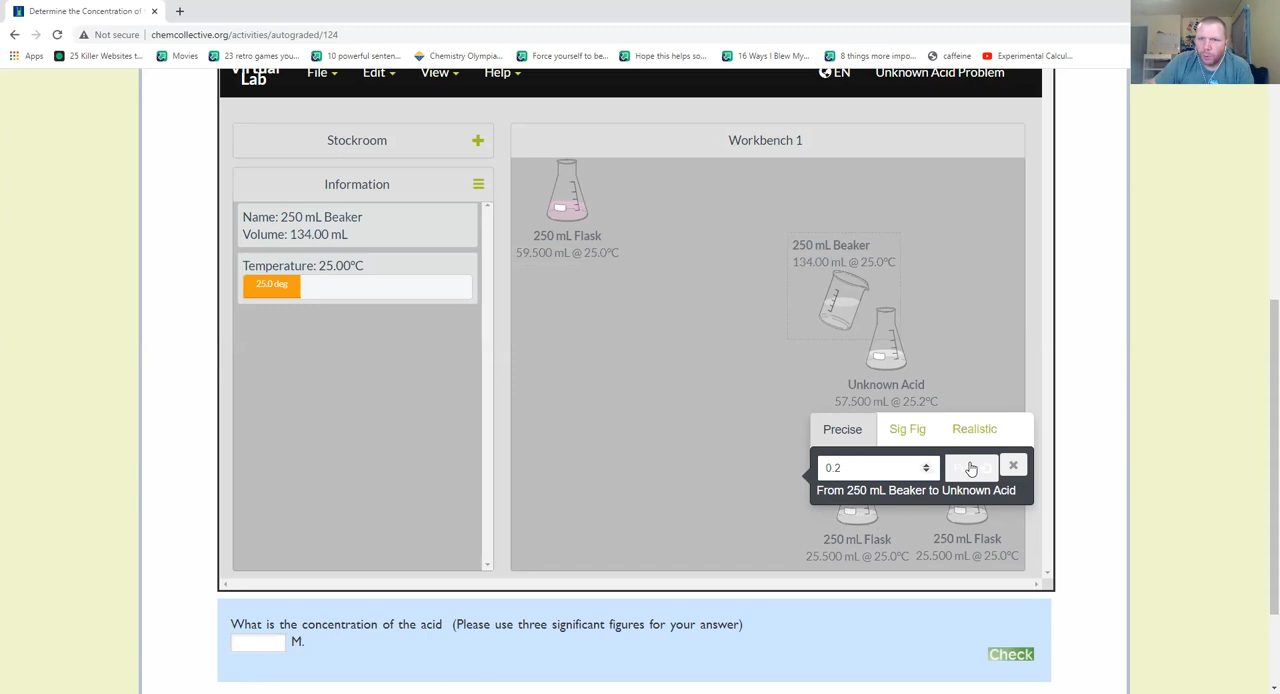 Determine the Concentration of
Not secure | chemcollective.org/activities/autograded/124
Apps
25 Killer Websites t...
Movies
23 retro games you...
10 powerful senten...
Chemistry Olympia...
Force yourself to be...
Hope this helps so...
16 Ways I Blew My...
8 things more impo...
caffeine
Experimental Calcul...
Virtual
Lab
File
Edit
View
Help
EN
Unknown Acid Problem
Stockroom
Workbench 1
Information
Name: 250 mL Beaker
Volume: 134.00 mL
Temperature: 25.00°C
25.0 deg
250 mL Flask
59.500 mL @ 25.0°C
250 mL Beaker
134.00 mL @ 25.0°C
Unknown Acid
57.500 mL @ 25.2°C
Precise
Sig Fig
Realistic
0.2
From 250 mL Beaker to Unknown Acid
250 mL Flask
25.500 mL @ 25.0°C
250 mL Flask
25.500 mL @ 25.0°C
What is the concentration of the acid (Please use three significant figures for your answer)
M.
Check